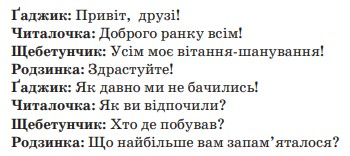 Ґаджик: Привіт, друзі!
Читалочка: Доброго ранку всім!
Щебетунчик: Усім моє вітання-шанування!
Родзинка: Здрастуйте!
Ґаджик: Як давно ми не бачились!
Читалочка: Як ви відпочили?
Щебетунчик: Хто де побував?
Родзинка: Що найбільше вам запам’яталося?